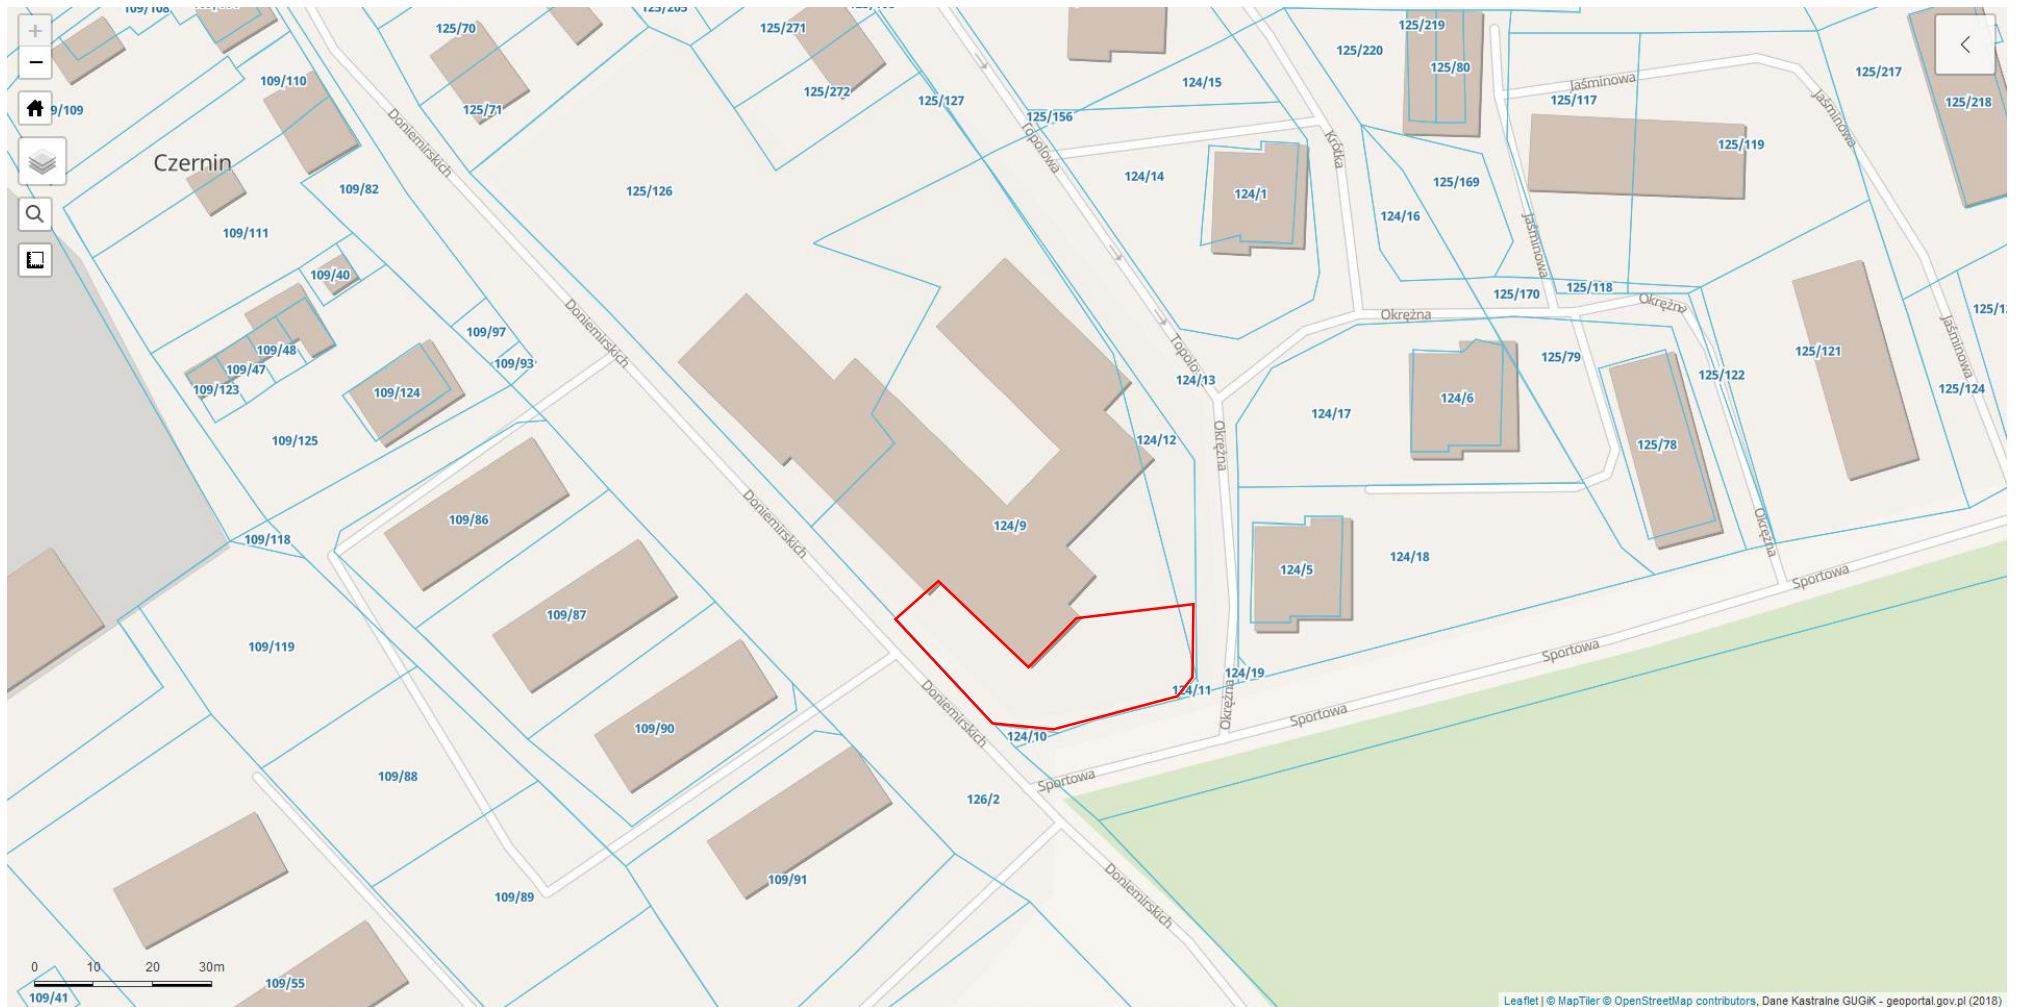 109/108
125/70
125/203
125/271
125/219
125/220
125/80
125/217
125/218
Jaśminowa
125/117
109/110
9/109
125/71
125/272
125/127
124/15
125/156
Topolowa
Krótka
Jaśminowa
125/119
Doniemirskich
Czernin
109/82
125/126
124/14
124/1
125/169
124/16
109/111
Jaśminowa
109/40
125/170
125/118
Okrężna
Okrężna
125/1
Doniemirskich
109/97
109/48
109/93
109/47
109/123
109/124
124/13
125/79
125/121
125/122
125/124
Jaśminowa
124/17
124/6
109/125
124/12
Okrężna
125/78
109/86
Doniemirskich
124/9
109/118
Okrężna
124/5
124/18
Sportowa
109/87
109/119
Sportowa
124/19
124/11
Okrężna
Doniemirskich
109/90
124/10
Sportowa
109/88
Sportowa
126/2
109/91
109/89
Doniemirskich
0 10 20 30m
109/55
109/41
Leaflet | © MapTiler © OpenStreetMap contributors, Dane Kastralne GUGiK - geoportal.gov.pl (2018)